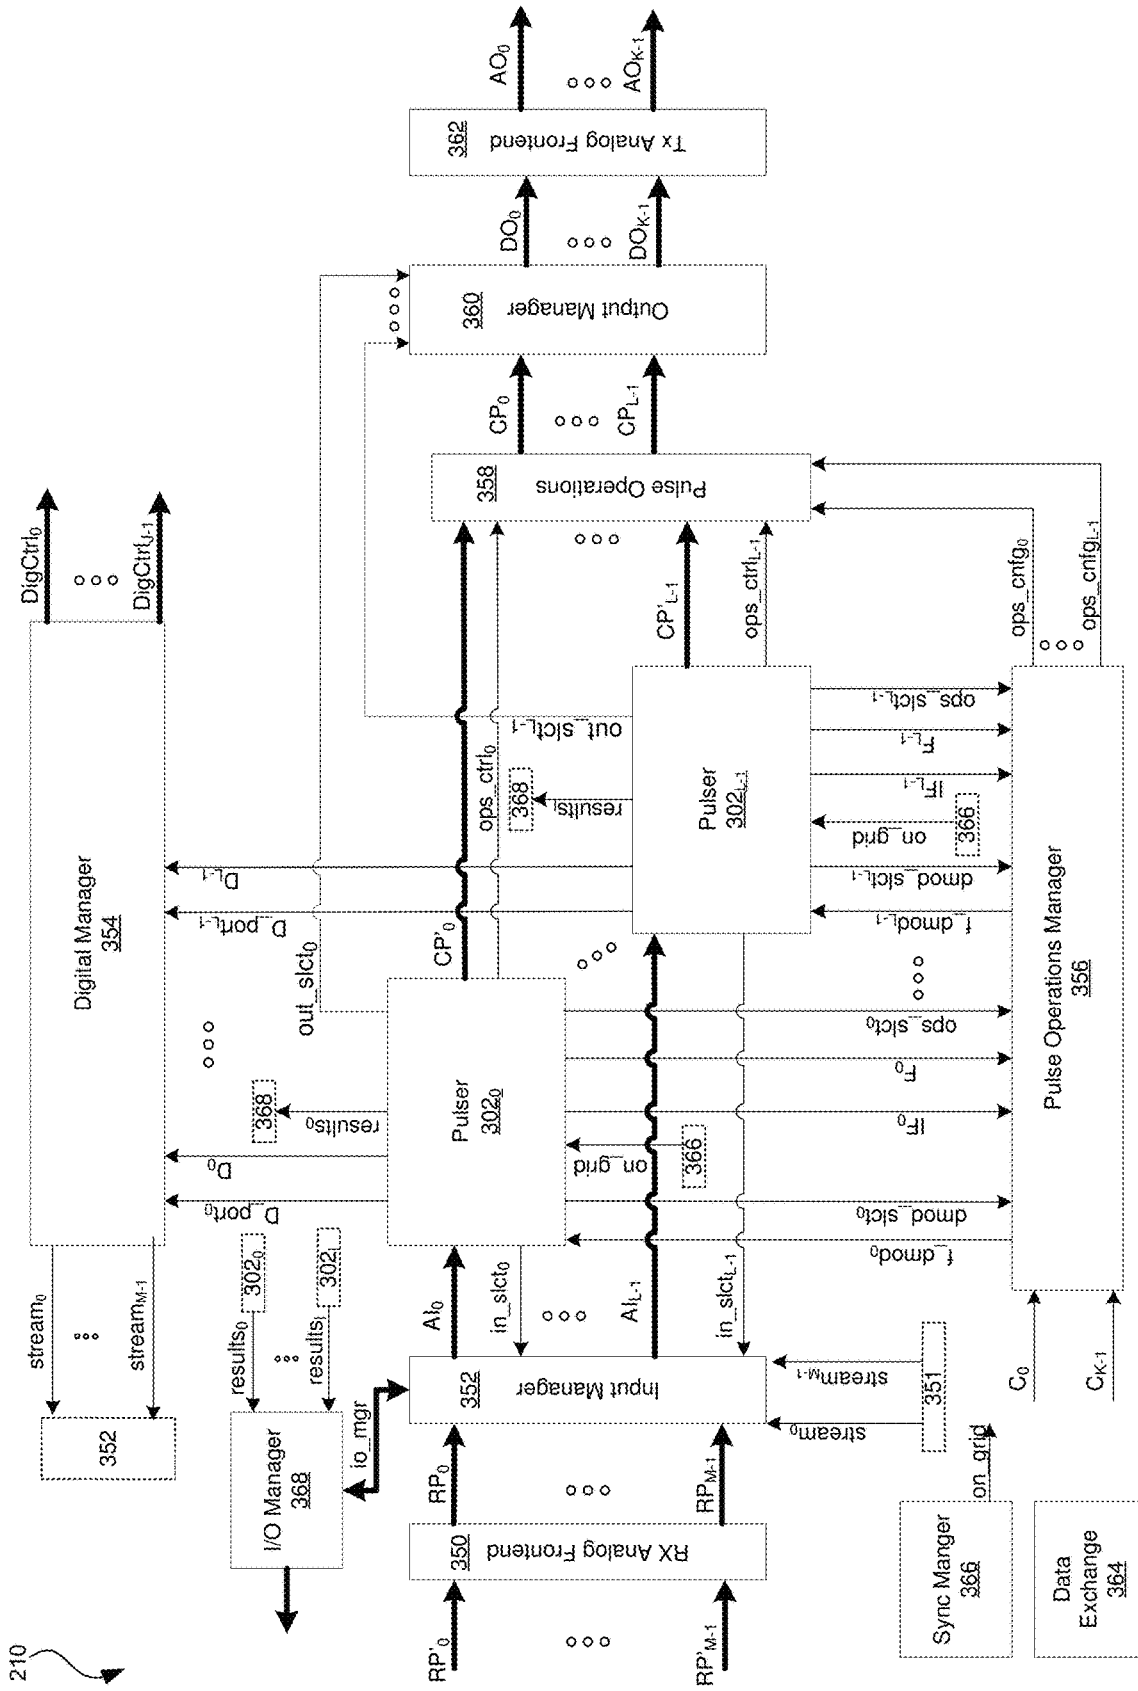 210
DigCtrl0
DigCtrlJ-1
Digital Manager
354
stream0
streamM-1
352
I/O Manager
368
results0
3020
resultsl
302l
io_mgr
D_port0
D0
results0
368
out_slct0
D_portL-1
DL-1
resultsl
368
out_slctL-1
RP'0
RP'M-1
350
RX Analog Frontend
RP0
RPM-1
352
Input Manager
AI0
in_slct0
AIL-1
in_slctL-1
Pulser
3020
CP'0
ops_ctrl0
Pulser
302L-1
CP'L-1
ops_ctrlL-1
358
Pulse Operations
CP0
CPL-1
360
Output Manager
DO0
DOK-1
362
Tx Analog Frontend
AO0
AOK-1
stream0
streamM-1
351
f_dmod0
dmod_slct0
on_grid
366
IF0
F0
ops_slct0
f_dmodL-1
dmod_slctL-1
on_grid
366
IFL-1
FL-1
ops_slctL-1
ops_cnfg0
ops_cnfgL-1
Pulse Operations Manager
356
C0
CK-1
Sync Manger
366
on_grid
Data
Exchange
364